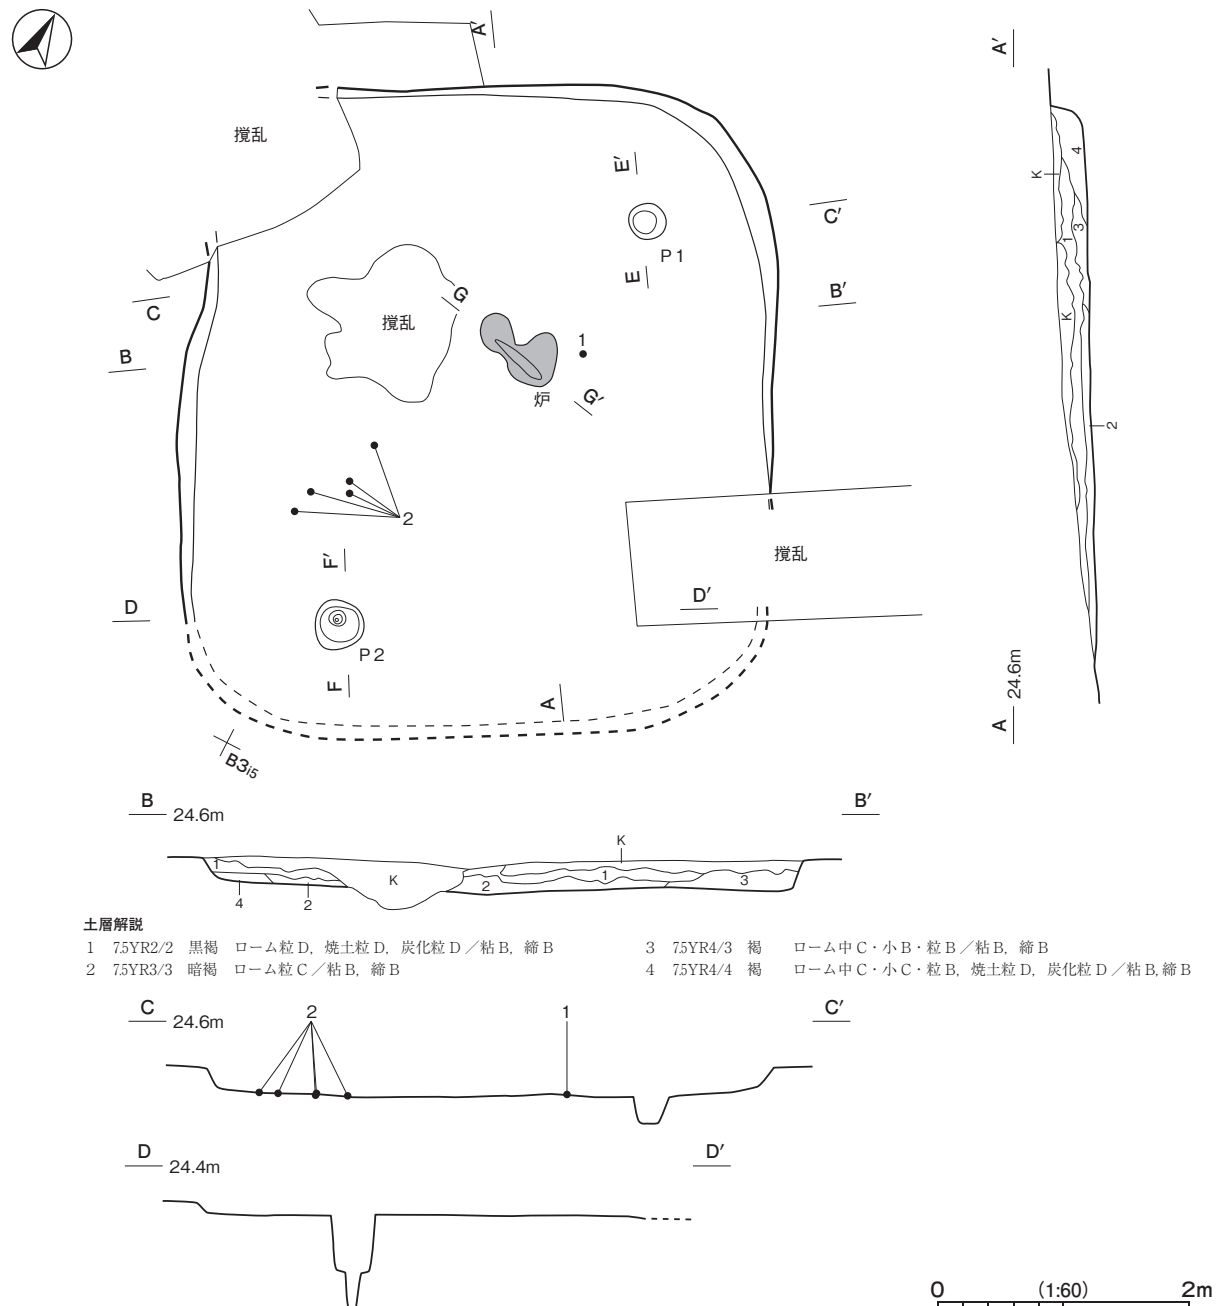 A′
A′
撹乱
E′
C′
P1
E
B′
G
C
撹乱
1
B
炉
G′
2
F′
撹乱
D
D′
P2
F
A
B3i5
K
4
3
1
K
2
A 24.6m
B 24.6m
B′
K
1
K
1
2
3
4
2
土層解説
1 7.5YR2/2 黒褐 ローム粒D，焼土粒D，炭化粒D／粘B，締B
2 7.5YR3/3 暗褐 ローム粒C／粘B，締B
3 7.5YR4/3 褐 ローム中C・小B・粒B／粘B，締B
4 7.5YR4/4 褐 ローム中C・小C・粒B，焼土粒D，炭化粒D／粘B，締B
C 24.6m
2
1
C′
D 24.4m
D′
0 (1:60) 2m